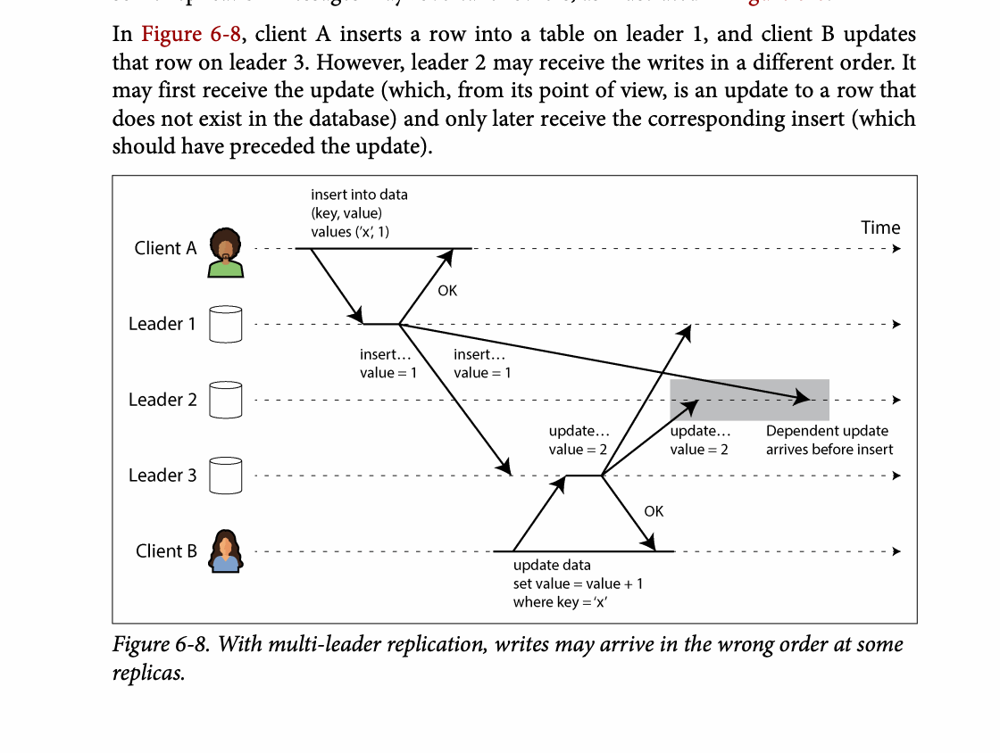 In Figure 6-8, client A inserts a row into a table on leader 1, and client B updates
that row on leader 3. However, leader 2 may receive the writes in a different order. It
may first receive the update (which, from its point of view, is an update to a row that
does not exist in the database) and only later receive the corresponding insert (which
should have preceded the update).
insert into data
(key, value)
values (‘x’, 1)
Time
Client A
OK
Leader 1
insert…
value = 1
insert…
value = 1
Leader 2
update…
value = 2
update…
value = 2
Dependent update
arrives before insert
Leader 3
OK
Client B
update data
set value = value + 1
where key = ‘x’
Figure 6-8. With multi-leader replication, writes may arrive in the wrong order at some
replicas.